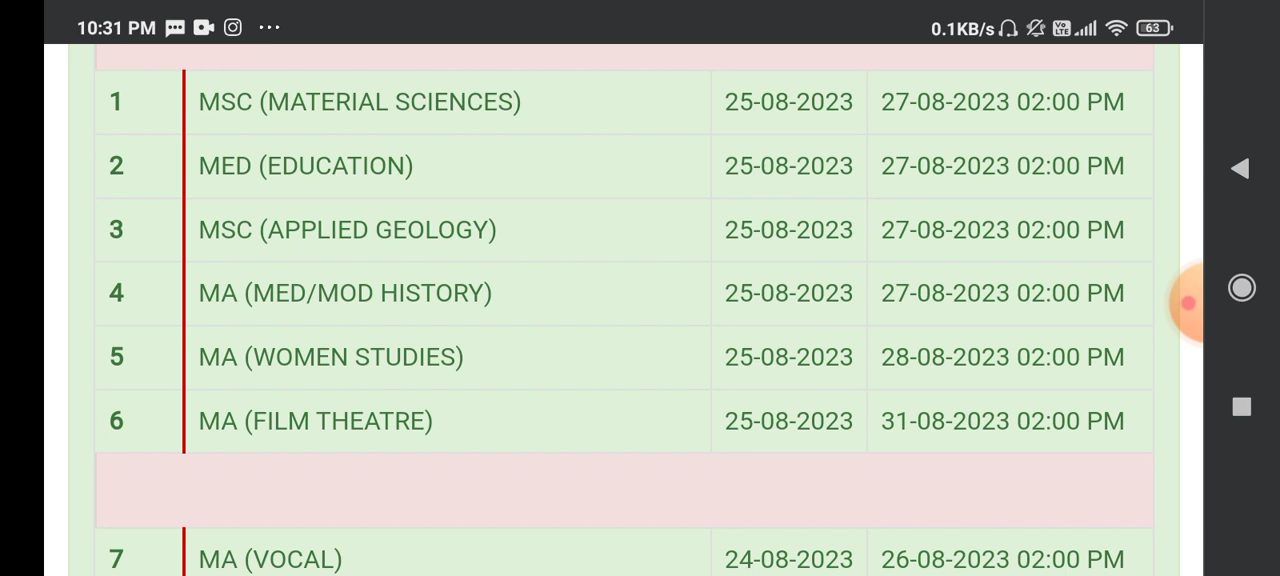 10:31 PM 0.1KB/s Vo LTE 63
1 MSC (MATERIAL SCIENCES) 25-08-2023 27-08-2023 02:00 PM
2 MED (EDUCATION) 25-08-2023 27-08-2023 02:00 PM
3 MSC (APPLIED GEOLOGY) 25-08-2023 27-08-2023 02:00 PM
4 MA (MED/MOD HISTORY) 25-08-2023 27-08-2023 02:00 PM
5 MA (WOMEN STUDIES) 25-08-2023 28-08-2023 02:00 PM
6 MA (FILM THEATRE) 25-08-2023 31-08-2023 02:00 PM
7 MA (VOCAL) 24-08-2023 26-08-2023 02:00 PM